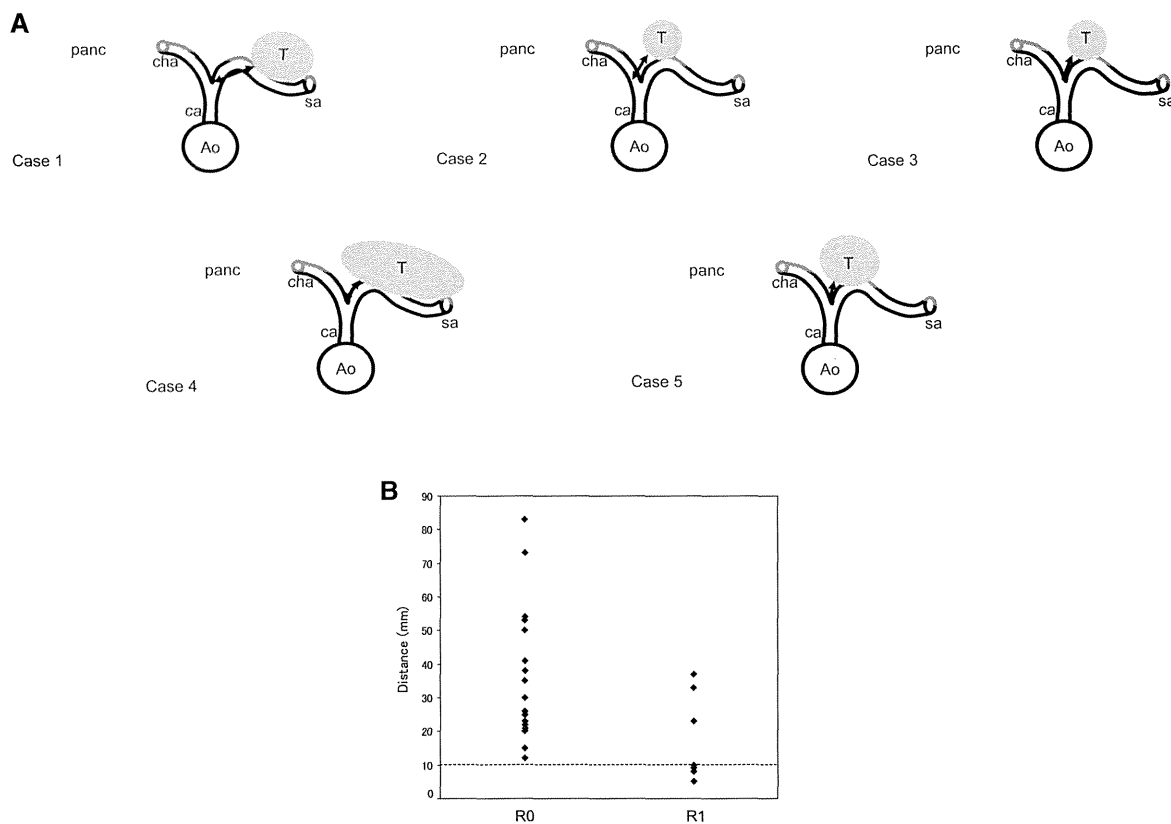 A
panc
cha
T
ca
sa
Ao
Case 1
panc
cha
T
ca
sa
Ao
Case 2
panc
cha
T
ca
sa
Ao
Case 3
panc
cha
T
ca
sa
Ao
Case 4
panc
cha
T
ca
sa
Ao
Case 5
B
Distance (mm)
90
80
70
60
50
40
30
20
10
0
R0
R1